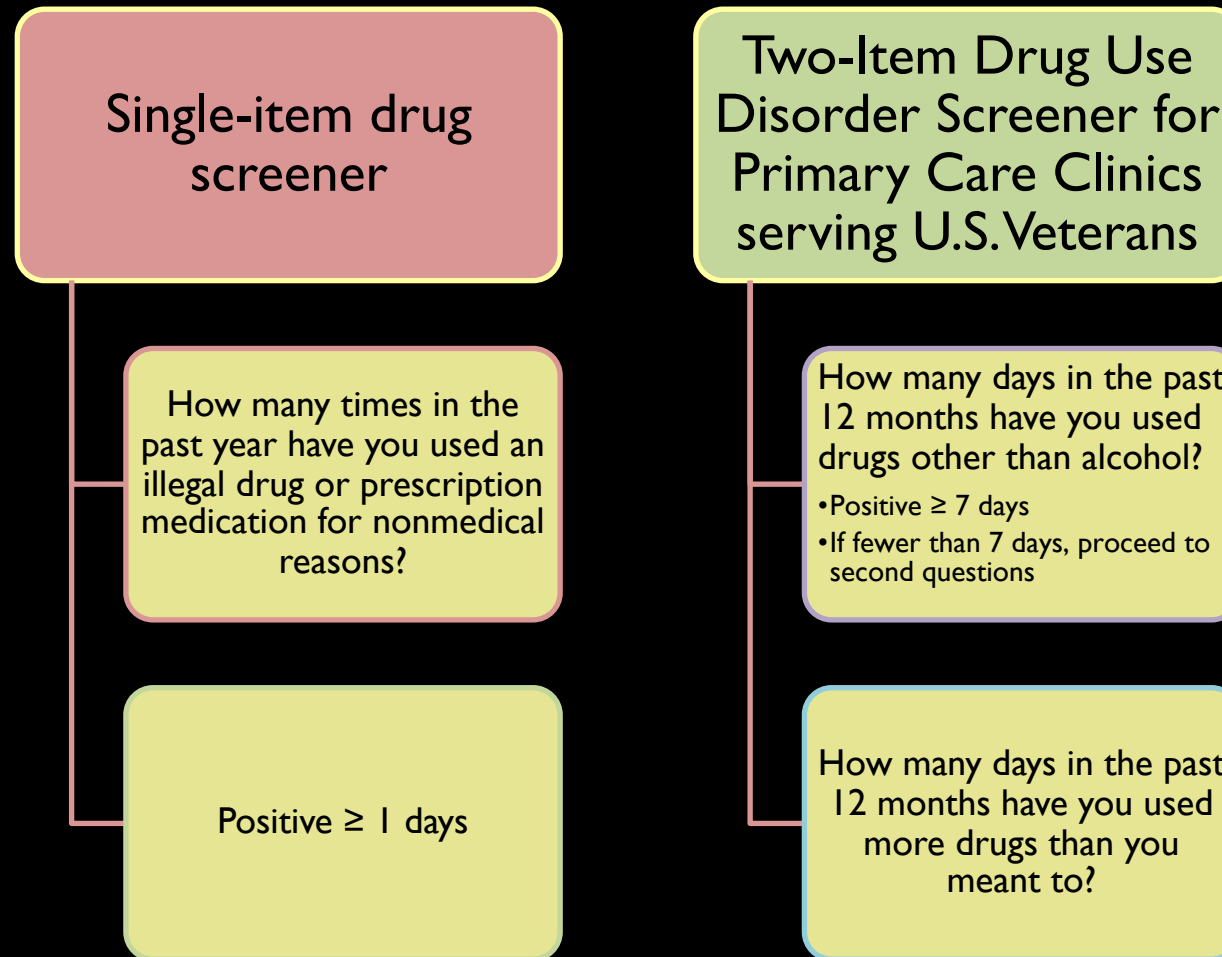 Single-item drug
screener
How many times in the
past year have you used an
illegal drug or prescription
medication for nonmedical
reasons?
Positive ≥ 1 days
Two-Item Drug Use
Disorder Screener for
Primary Care Clinics
serving U.S. Veterans
How many days in the past
12 months have you used
drugs other than alcohol?
•Positive ≥ 7 days
•If fewer than 7 days, proceed to
second questions
How many days in the past
12 months have you used
more drugs than you
meant to?